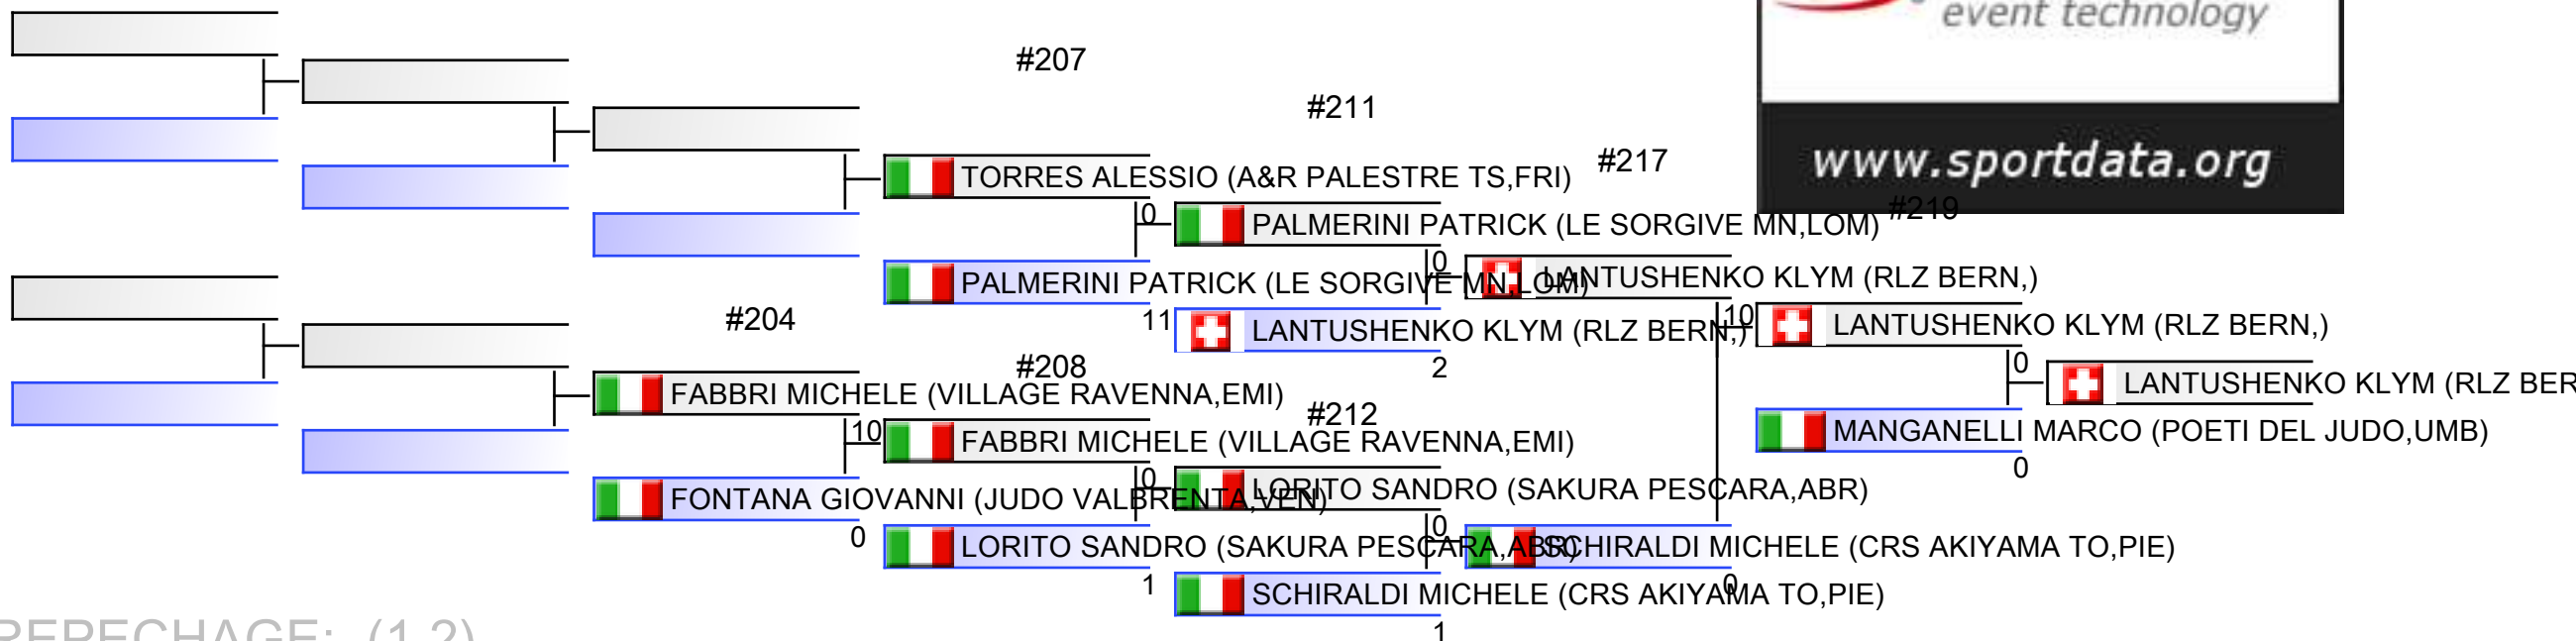 event technology
#207
#211
#217
www.sportdata.org
TORRES ALESSIO (A&R PALESTRE TS,FRI)
#219
0
PALMERINI PATRICK (LE SORGIVE MN,LOM)
0
LANTUSHENKO KLYM (RLZ BERN,)
PALMERINI PATRICK (LE SORGIVE MN,LOM)
11
LANTUSHENKO KLYM (RLZ BERN,)
2
10
LANTUSHENKO KLYM (RLZ BERN,)
#204
#208
0
LANTUSHENKO KLYM (RLZ BER
FABBRI MICHELE (VILLAGE RAVENNA,EMI)
#212
10
FABBRI MICHELE (VILLAGE RAVENNA,EMI)
MANGANELLI MARCO (POETI DEL JUDO,UMB)
0
0
LORITO SANDRO (SAKURA PESCARA,ABR)
FONTANA GIOVANNI (JUDO VALBRENTA,VEN)
0
0
LORITO SANDRO (SAKURA PESCARA,ABR)
SCHIRALDI MICHELE (CRS AKIYAMA TO,PIE)
1
0
SCHIRALDI MICHELE (CRS AKIYAMA TO,PIE)
1
REPECHAGE: (1,2)